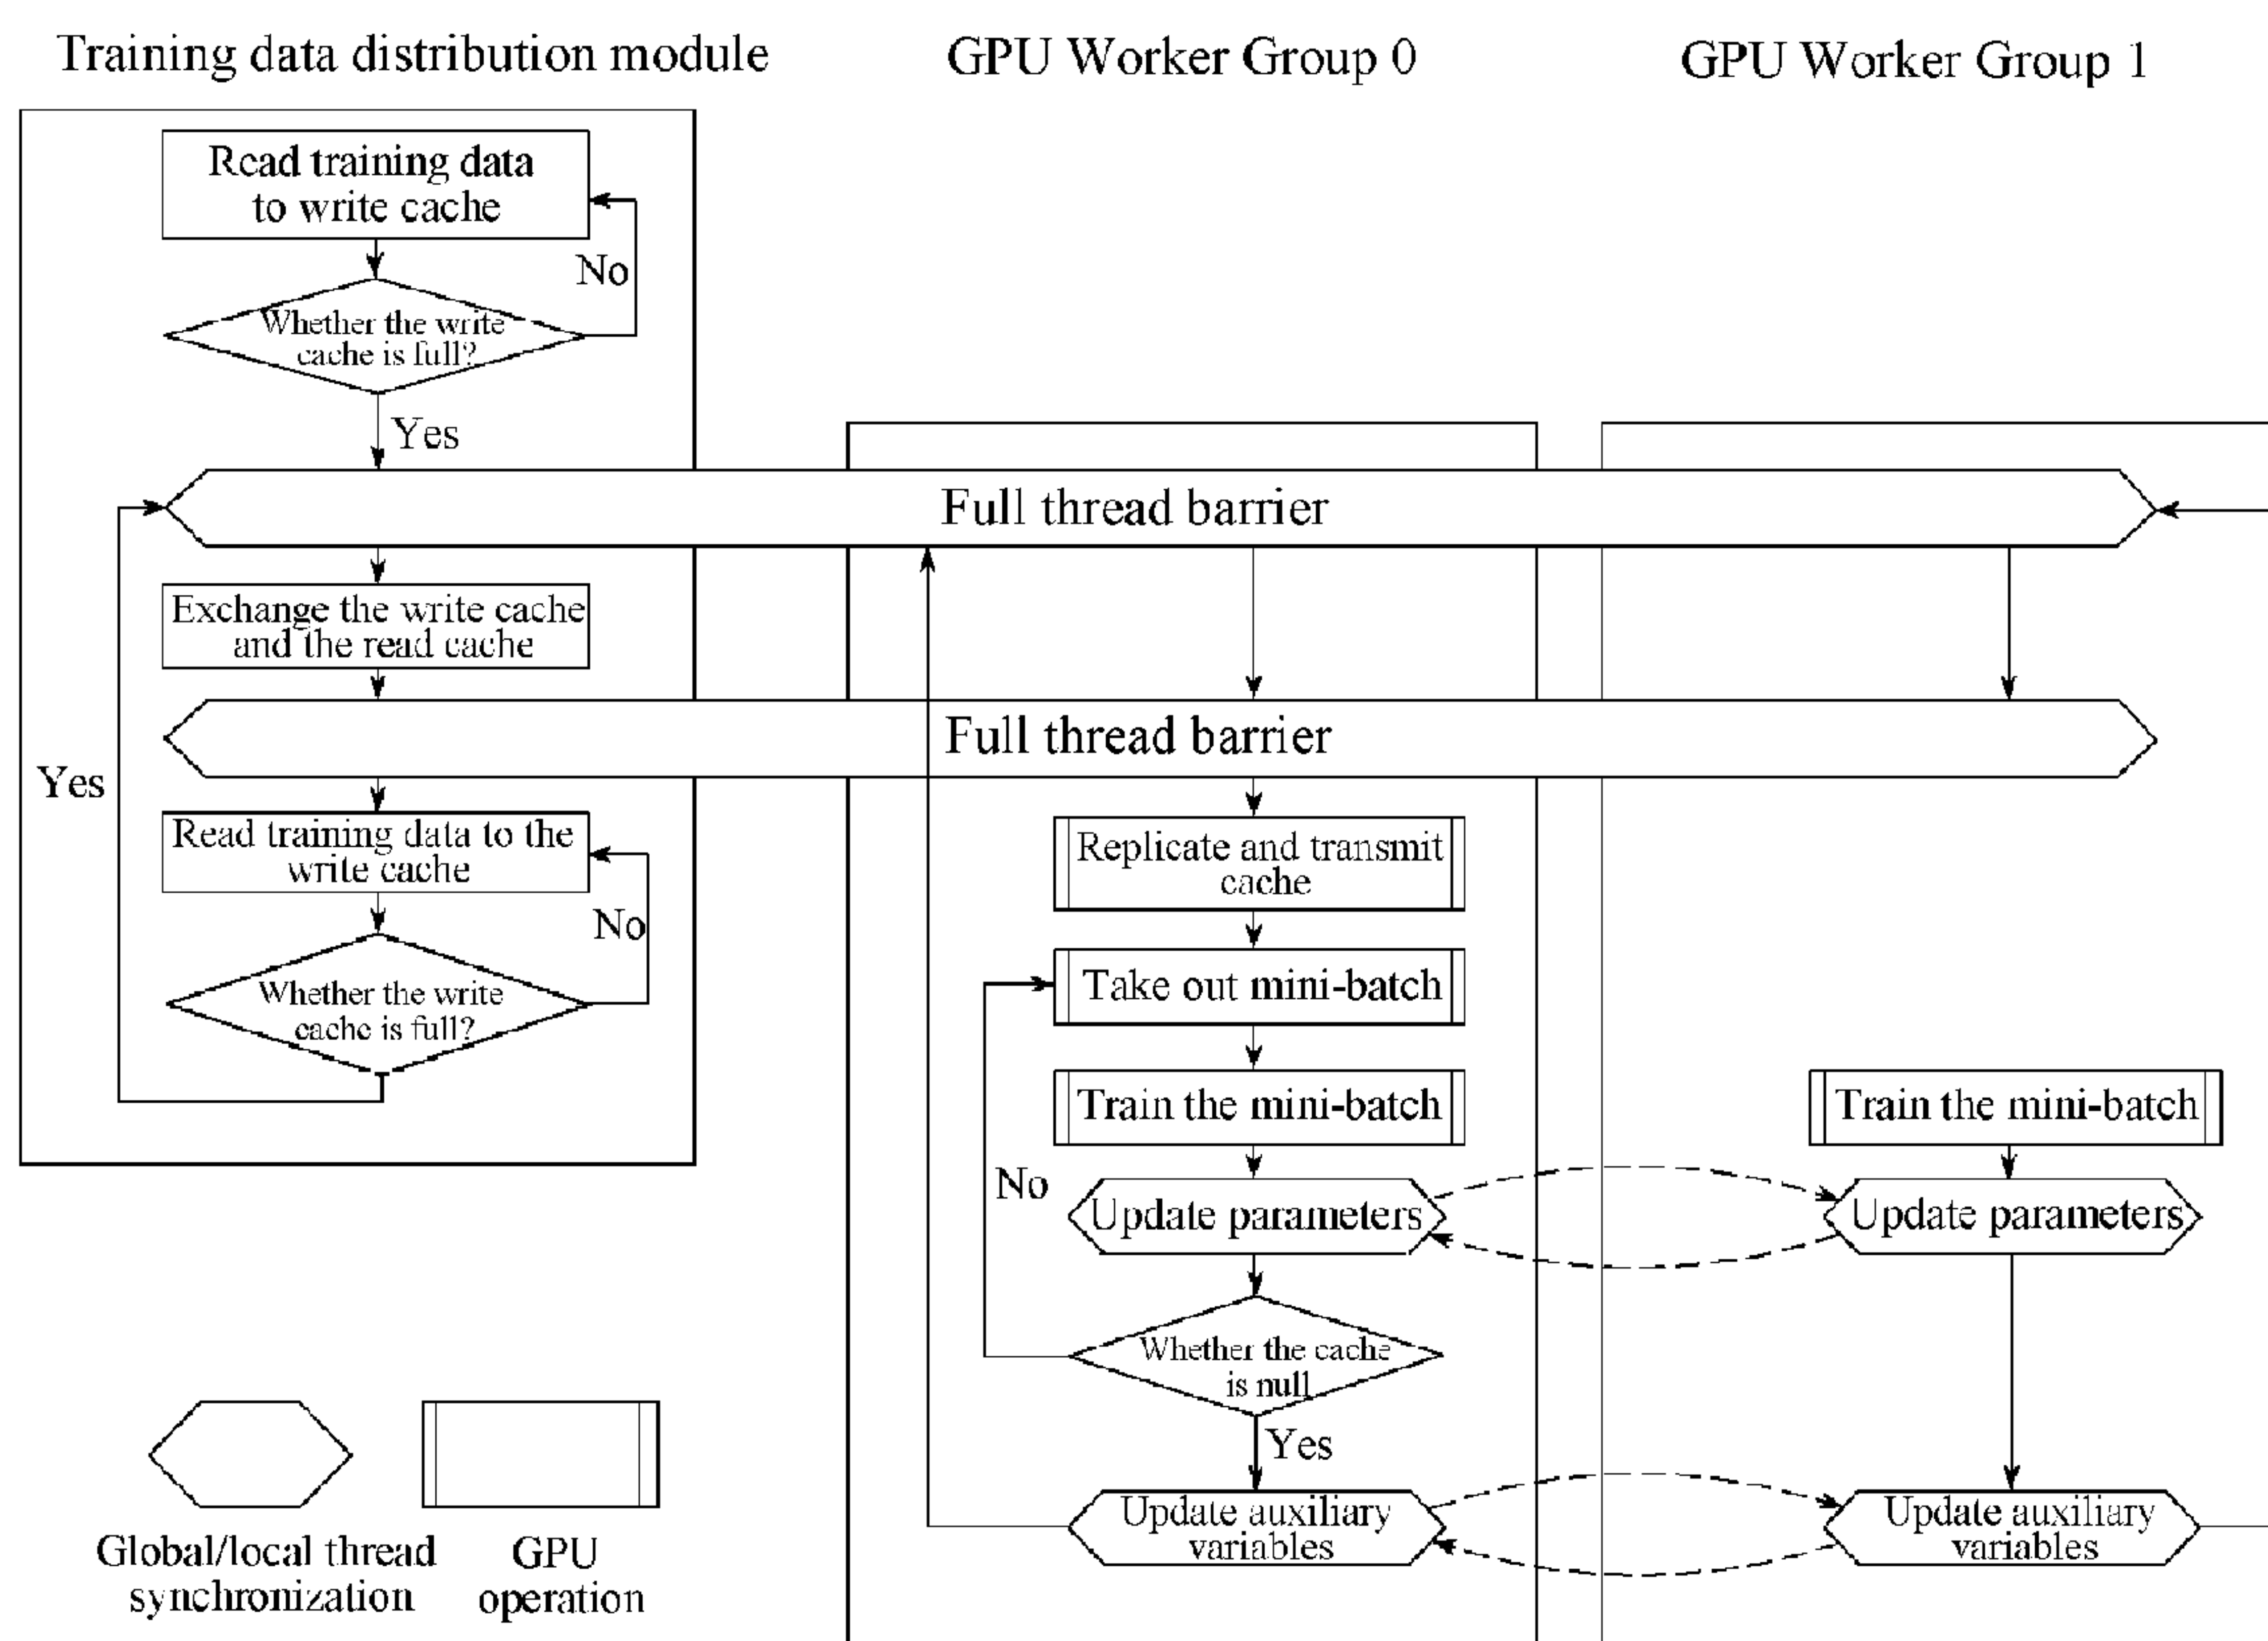 Training data distribution module
GPU Worker Group 0
GPU Worker Group 1
Read training data
to write cache
No
Whether the write
cache is full?
Yes
Full thread barrier
Exchange the write cache
and the read cache
Full thread barrier
Yes
Read training data to the
write cache
No
Whether the write
cache is full?
Replicate and transmit
cache
Take out mini-batch
Train the mini-batch
No
Update parameters
Whether the cache
is null
Yes
Update auxiliary
variables
Train the mini-batch
Update parameters
Update auxiliary
variables
Global/local thread
synchronization
GPU
operation